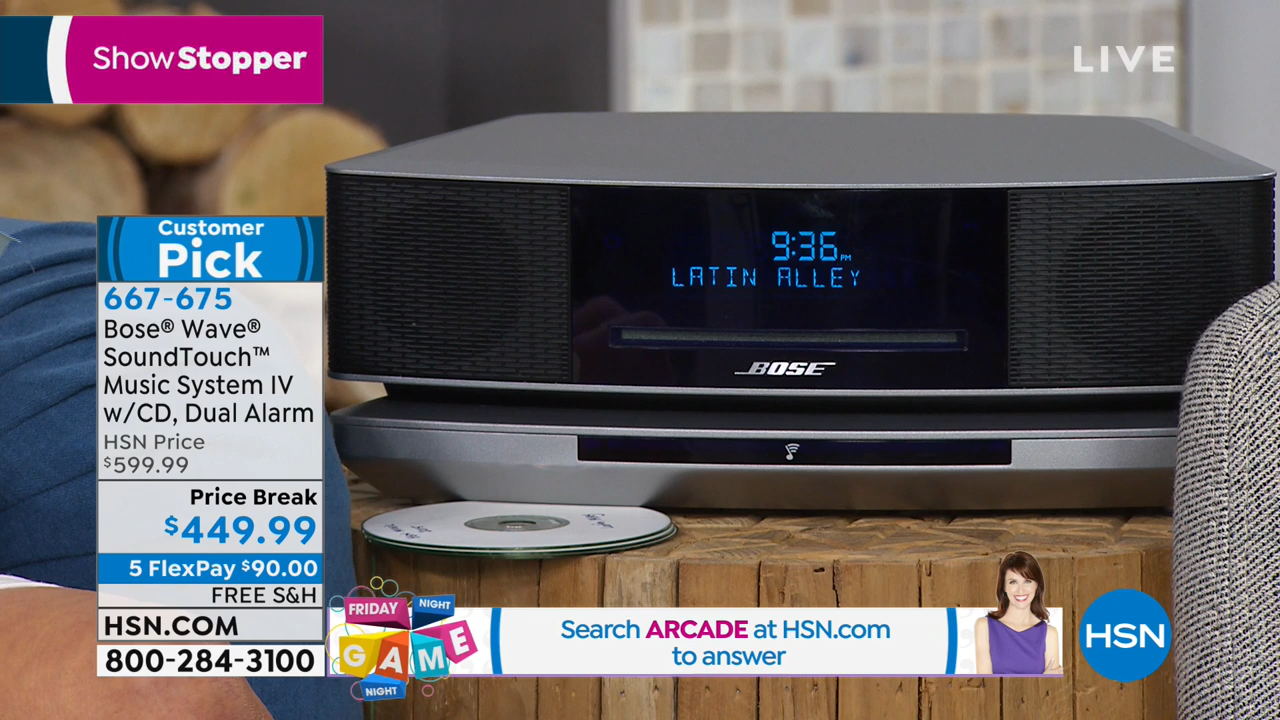 Show Stopper
LIVE
Customer
Pick
667-675
Bose® Wave®
SoundTouch™
Music System IV
w/CD, Dual Alarm
HSN Price
$599.99
Price Break
$449.99
5 FlexPay $90.00
FREE S&H
HSN.COM
800-284-3100
9:36 PM
LATIN ALLEY
BOSE
FRIDAY
NIGHT
GAME
NIGHT
Search ARCADE at HSN.com
to answer
HSN